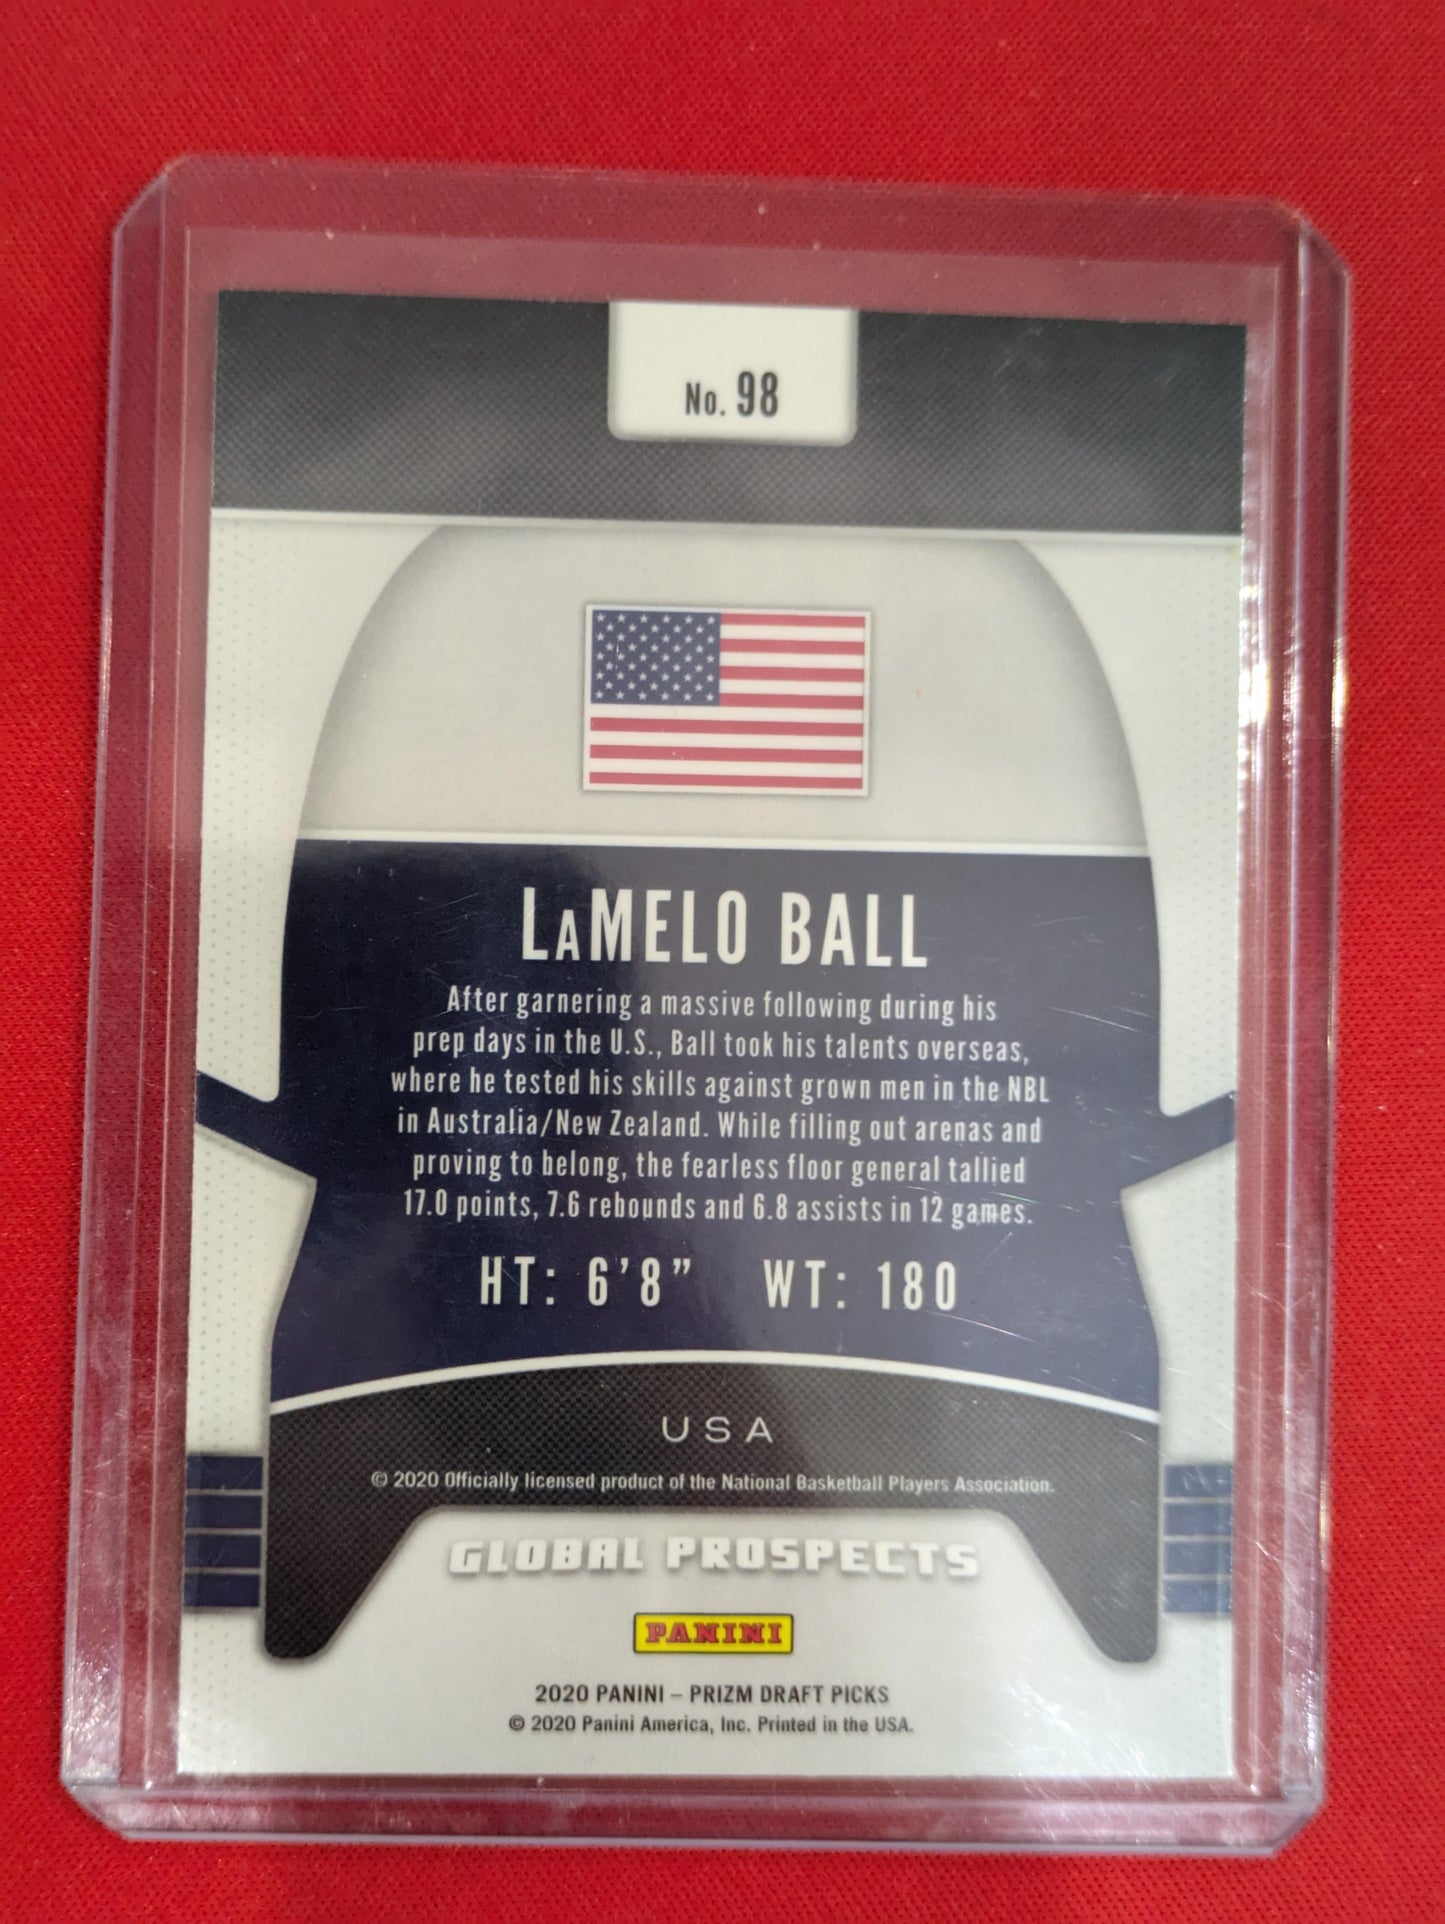 No. 98
LaMELO BALL
After garnering a massive following during his
prep days in the U.S., Ball took his talents overseas,
where he tested his skills against grown men in the NBL
in Australia/New Zealand. While filling out arenas and
proving to belong, the fearless floor general tallied
17.0 points, 7.6 rebounds and 6.8 assists in 12 games.
HT: 6'8" WT: 180
USA
© 2020 Officially licensed product of the National Basketball Players Association.
GLOBAL PROSPECTS
PANINI
2020 PANINI – PRIZM DRAFT PICKS
© 2020 Panini America, Inc. Printed in the USA.